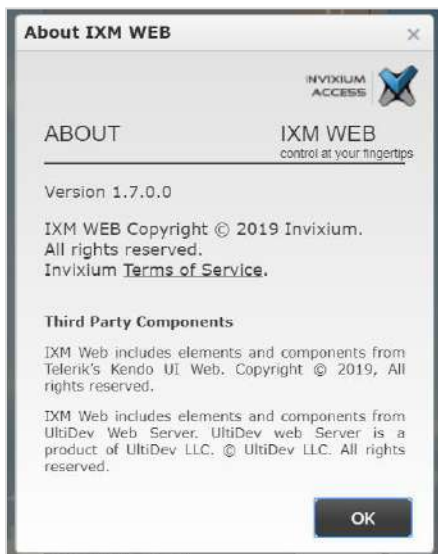 About IXM WEB
INVIXIUM
ACCESS
ABOUT IXM WEB
control at your fingertips
Version 1.7.0.0
IXM WEB Copyright © 2019 Invixium.
All rights reserved.
Invixium Terms of Service.
Third Party Components
IXM Web includes elements and components from
Telerik's Kendo UI Web. Copyright © 2019, All
rights reserved.
IXM Web includes elements and components from
UltiDev Web Server. UltiDev web Server is a
product of UltiDev LLC. © UltiDev LLC. All rights
reserved.
OK